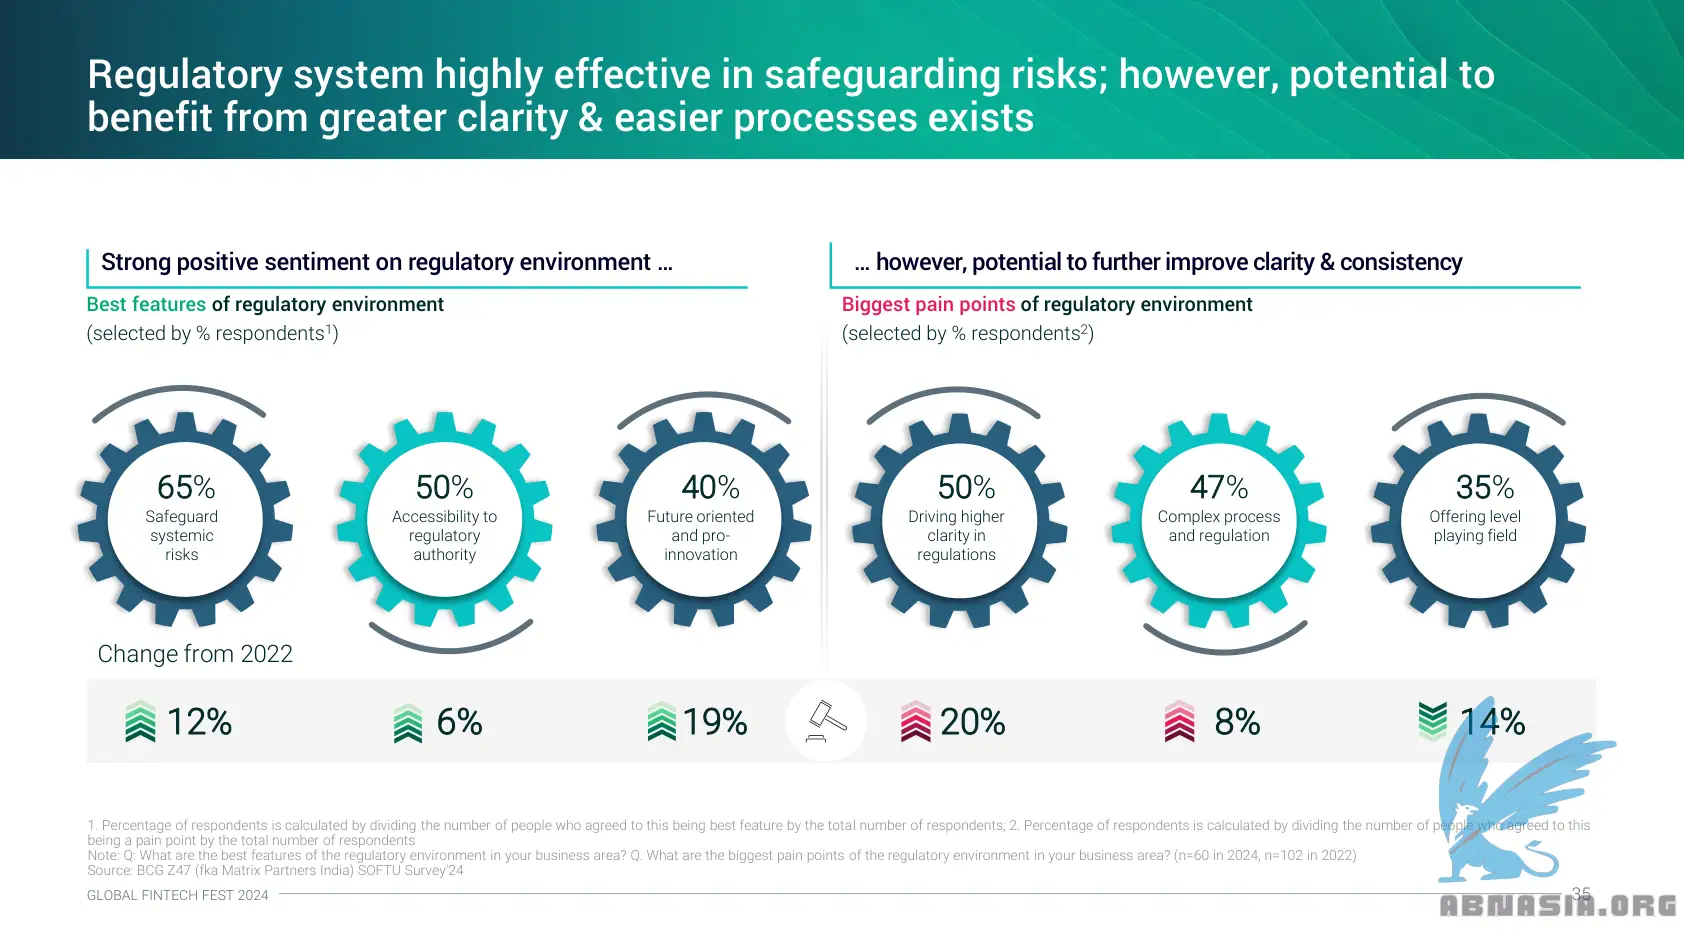 Regulatory system highly effective in safeguarding risks; however, potential to
benefit from greater clarity & easier processes exists
Strong positive sentiment on regulatory environment ...
Best features of regulatory environment
(selected by % respondents¹)
65%
Safeguard
systemic
risks
50%
Accessibility to
regulatory
authority
40%
Future oriented
and pro-
innovation
... however, potential to further improve clarity & consistency
Biggest pain points of regulatory environment
(selected by % respondents²)
50%
Driving higher
clarity in
regulations
47%
Complex process
and regulation
35%
Offering level
playing field
Change from 2022
12%
6%
19%
20%
8%
14%
1. Percentage of respondents is calculated by dividing the number of people who agreed to this being best feature by the total number of respondents; 2. Percentage of respondents is calculated by dividing the number of people who agreed to this
being a pain point by the total number of respondents
Note: Q: What are the best features of the regulatory environment in your business area? Q. What are the biggest pain points of the regulatory environment in your business area? (n=60 in 2024, n=102 in 2022)
Source: BCG Z47 (fka Matrix Partners India) SOFTU Survey'24
GLOBAL FINTECH FEST 2024
35
ABNASIA.ORG